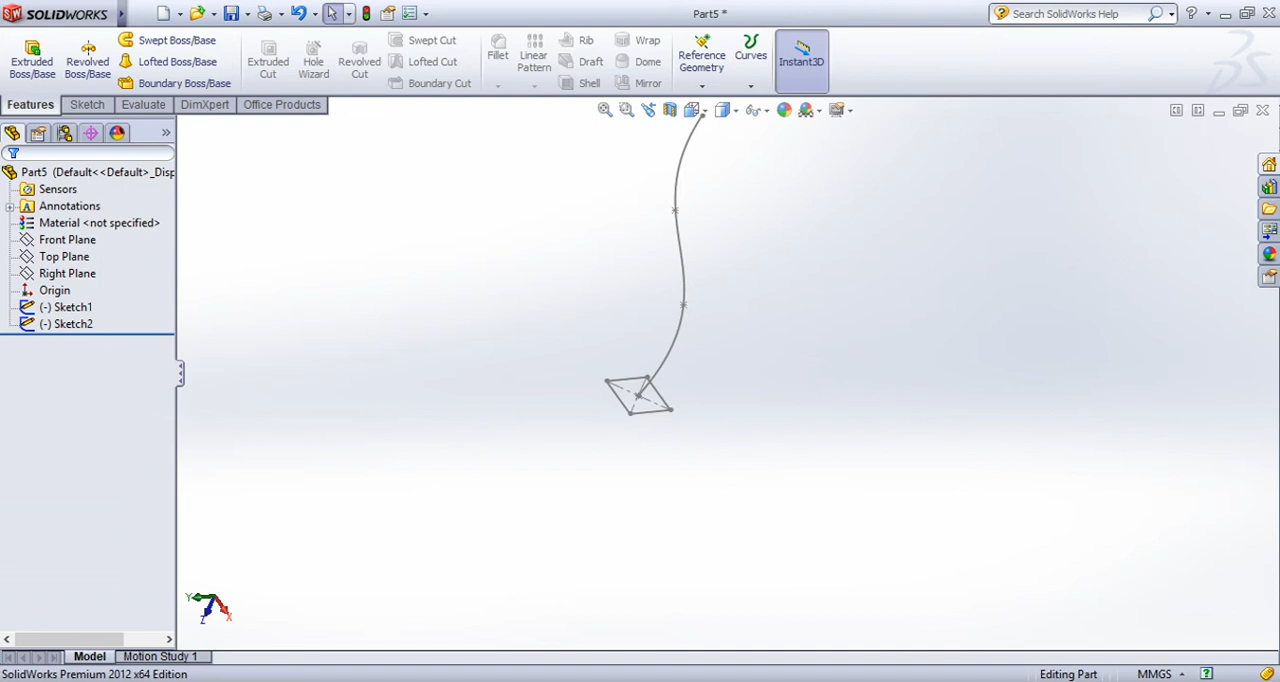 SOLIDWORKS
Part5 *
Search SolidWorks Help
Extruded Boss/Base
Revolved Boss/Base
Swept Boss/Base
Lofted Boss/Base
Boundary Boss/Base
Extruded Cut
Hole Wizard
Revolved Cut
Swept Cut
Lofted Cut
Boundary Cut
Fillet
Linear Pattern
Rib
Draft
Shell
Wrap
Dome
Mirror
Reference Geometry
Curves
Instant3D
Features
Sketch
Evaluate
DimXpert
Office Products
Part5 (Default<<Default>_Disp
Sensors
Annotations
Material <not specified>
Front Plane
Top Plane
Right Plane
Origin
(-) Sketch1
(-) Sketch2
Y
Z
X
Model
Motion Study 1
SolidWorks Premium 2012 x64 Edition
Editing Part
MMGS